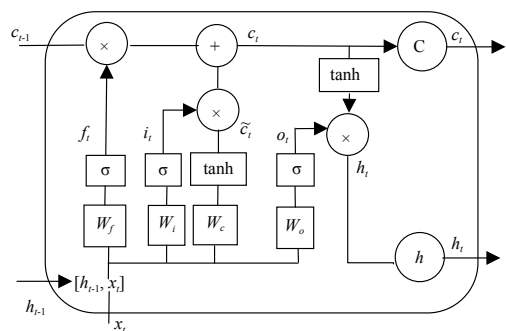 c_{t-1} × + c_t C c_t
tanh
f_t i_t × \widetilde{c}_t o_t ×
σ σ tanh σ h_t
W_f W_i W_c W_o
h h_t
[h_{t-1}, x_t]
h_{t-1}
x_t